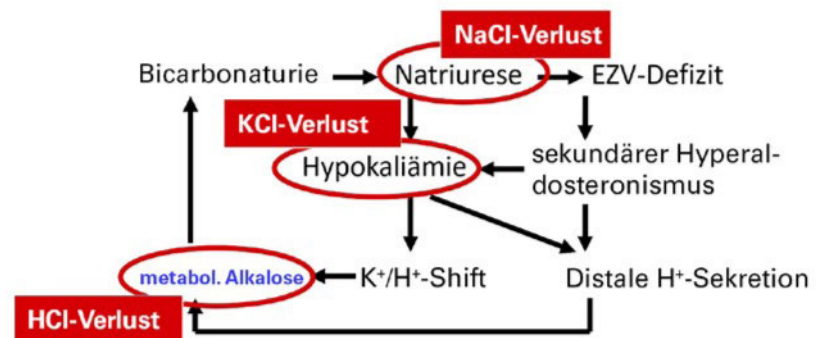 NaCl-Verlust
Bicarbonaturie
Natriurese
EZV-Defizit
KCl-Verlust
Hypokaliämie
sekundärer Hyperal-
dosteronismus
metabol. Alkalose
K⁺/H⁺-Shift
Distale H⁺-Sekretion
HCl-Verlust